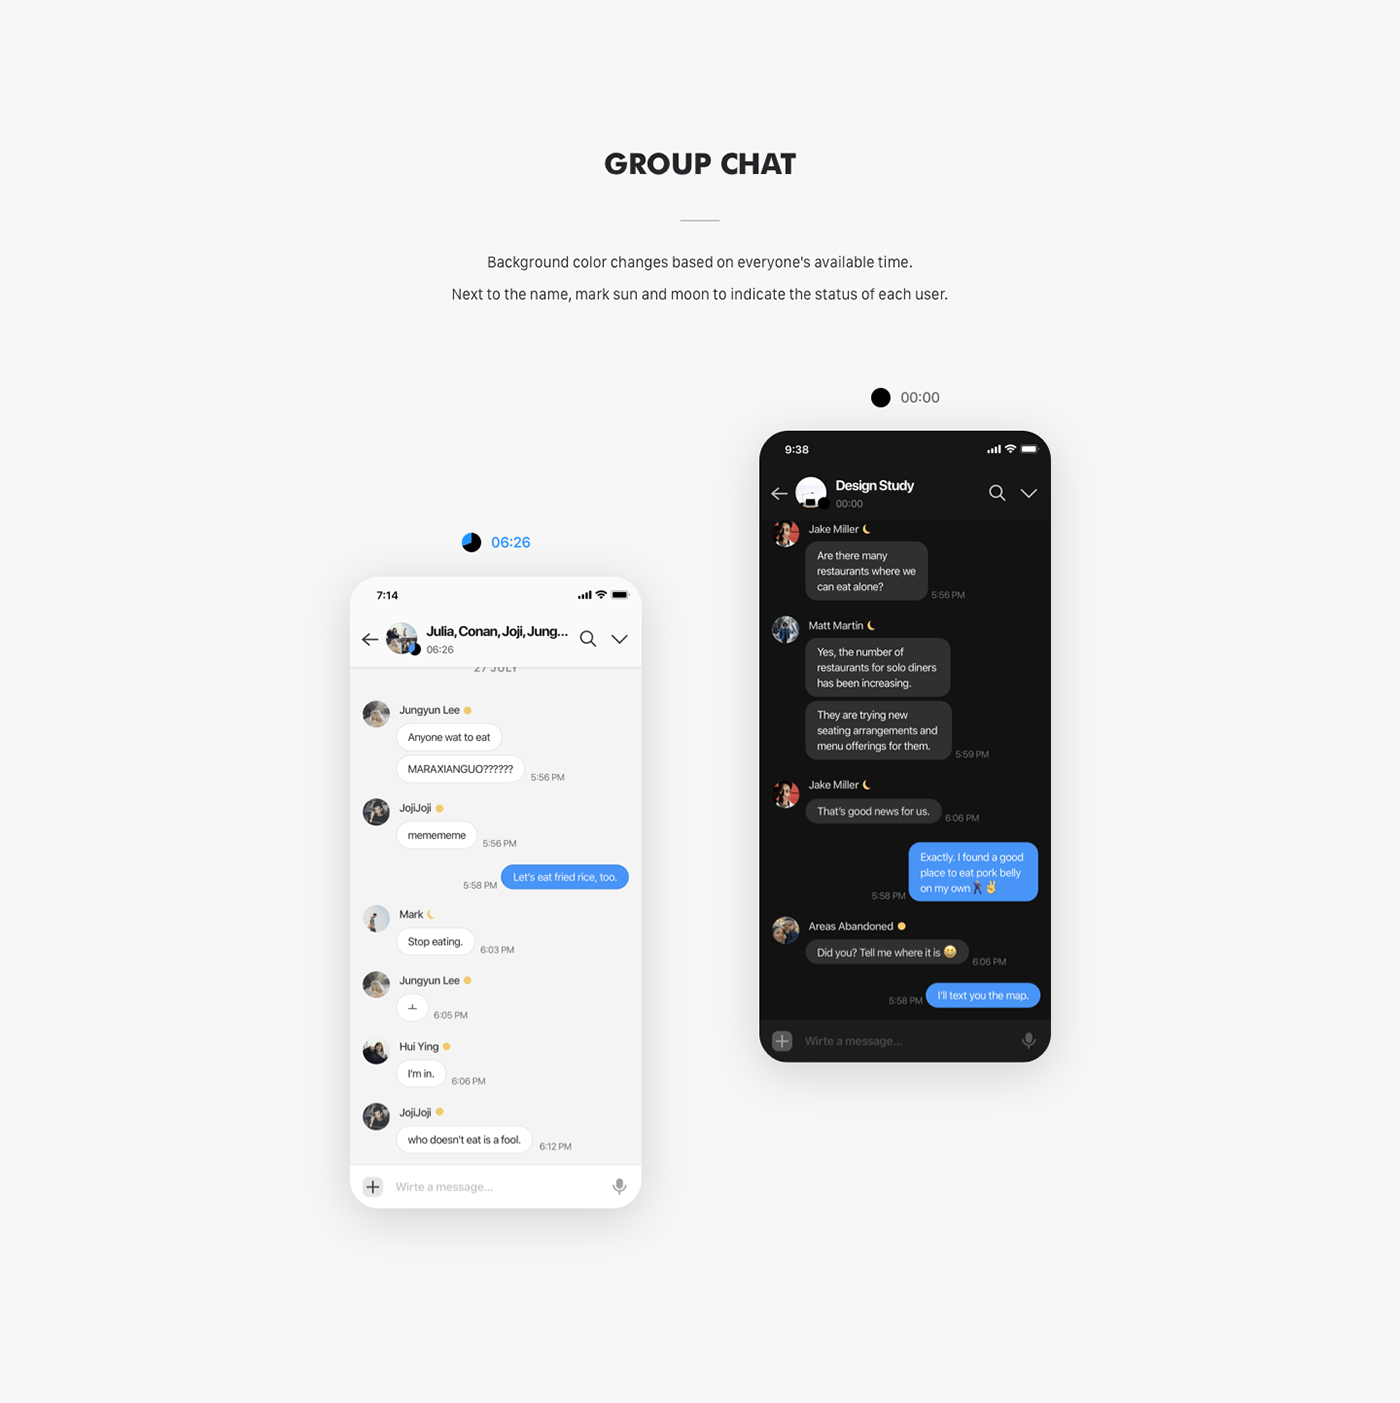 GROUP CHAT
Background color changes based on everyone's available time.
Next to the name, mark sun and moon to indicate the status of each user.
06:26
7:14
Julia, Conan, Joji, Jung...
06:26
27 JULY
Jungyun Lee
Anyone wat to eat
MARAXIANGUO??????
5:56 PM
JojiJoji
memememe
5:56 PM
5:58 PM
Let's eat fried rice, too.
Mark
Stop eating.
6:03 PM
Jungyun Lee
ㅗ
6:05 PM
Hui Ying
I'm in.
6:06 PM
JojiJoji
who doesn't eat is a fool.
6:12 PM
Wirte a message...
00:00
9:38
Design Study
00:00
Jake Miller
Are there many
restaurants where we
can eat alone?
5:56 PM
Matt Martin
Yes, the number of
restaurants for solo diners
has been increasing.
They are trying new
seating arrangements and
menu offerings for them.
5:59 PM
Jake Miller
That's good news for us.
6:06 PM
Exactly. I found a good
place to eat pork belly
on my own
5:58 PM
Areas Abandoned
Did you? Tell me where it is
6:06 PM
5:58 PM
I'll text you the map.
Wirte a message...